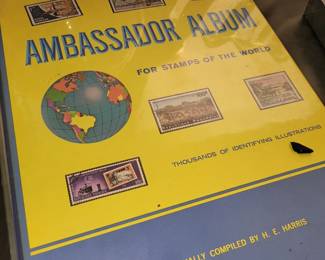 AMBASSADOR ALBUM
FOR STAMPS OF THE WORLD
THOUSANDS OF IDENTIFYING ILLUSTRATIONS
COMPILED BY H. E. HARRIS